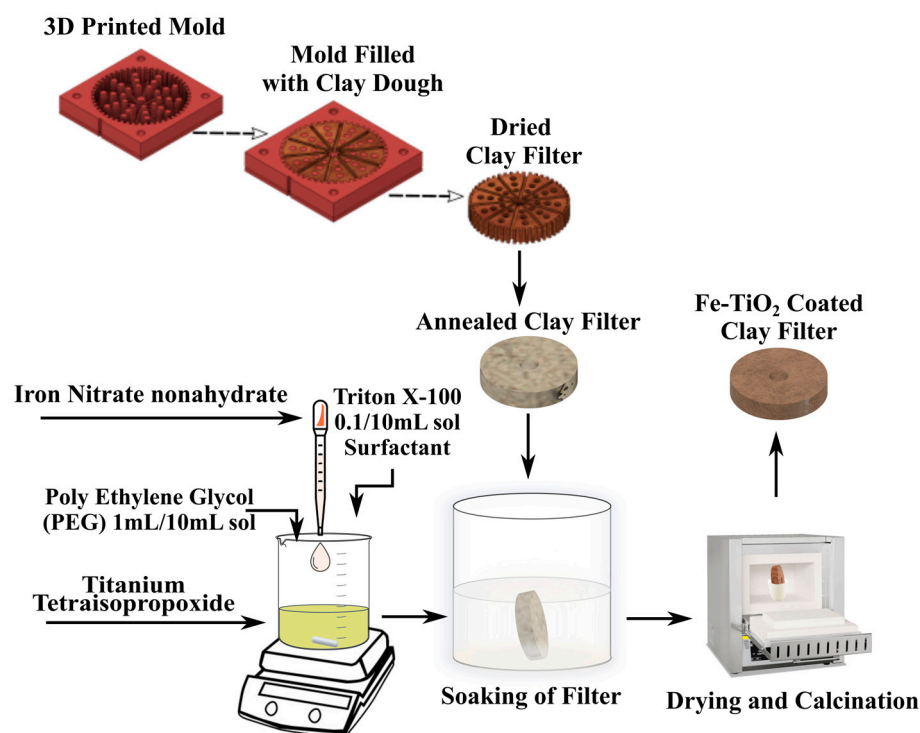 3D Printed Mold
Mold Filled
with Clay Dough
Dried
Clay Filter
Annealed Clay Filter
Fe-TiO₂ Coated
Clay Filter
Iron Nitrate nonahydrate
Triton X-100
0.1/10mL sol
Surfactant
Poly Ethylene Glycol
(PEG) 1mL/10mL sol
Titanium
Tetraisopropoxide
Soaking of Filter
Drying and Calcination